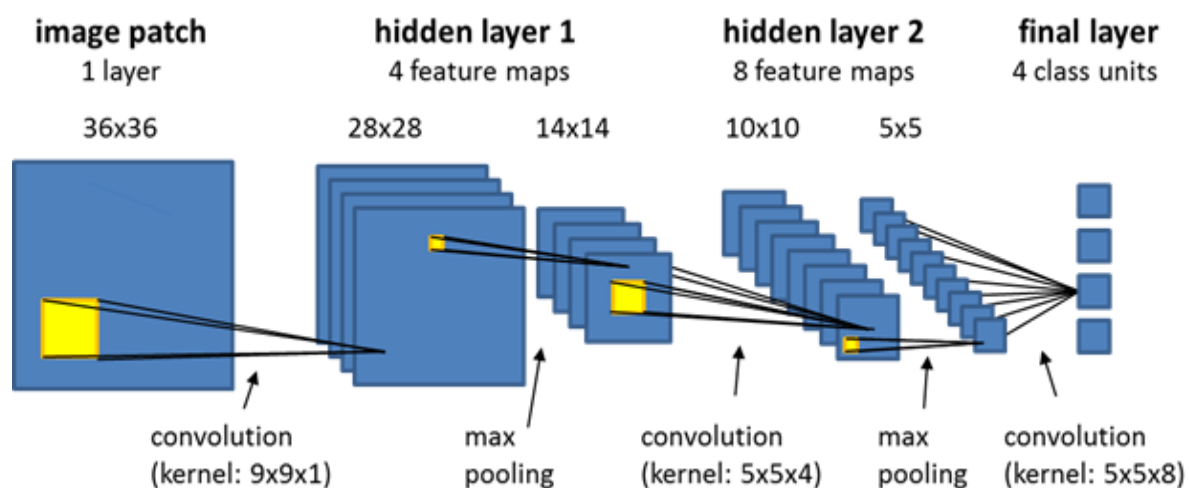 image patch hidden layer 1 hidden layer 2 final layer
1 layer 4 feature maps 8 feature maps 4 class units
36x36 28x28 14x14 10x10 5x5
convolution max convolution max convolution
(kernel: 9x9x1) pooling (kernel: 5x5x4) pooling (kernel: 5x5x8)